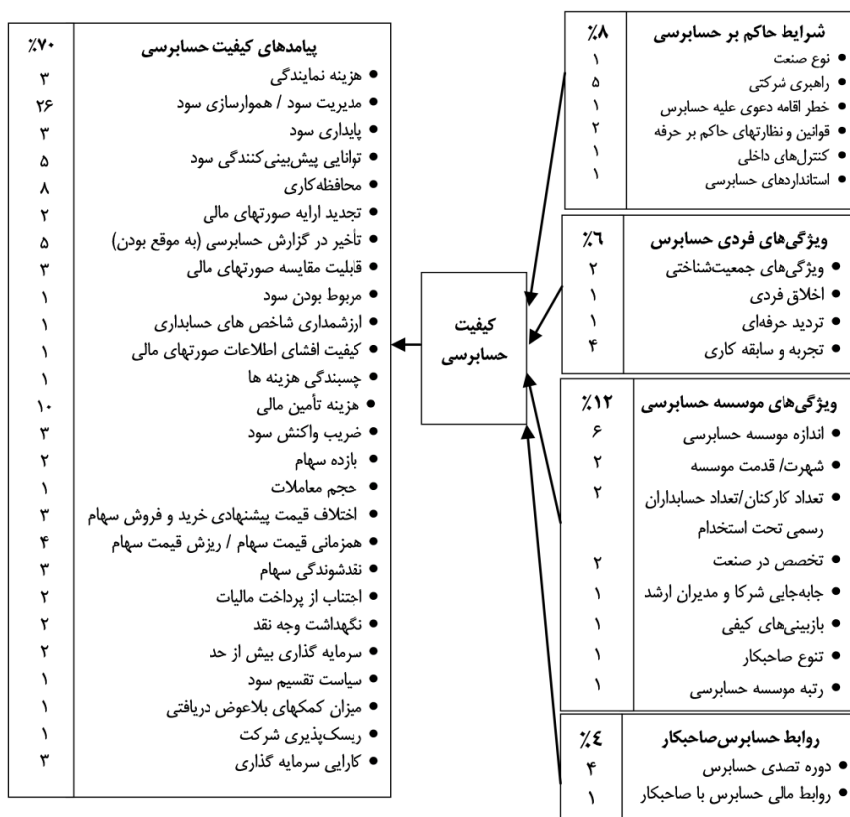 شرایط حاکم بر حسابرسی ٪۸
● نوع صنعت ۱
● راهبری شرکتی ۵
● خطر اقامه دعوی علیه حسابرس ۱
● قوانین و نظارتهای حاکم بر حرفه ۲
● کنترل‌های داخلی ۱
● استانداردهای حسابرسی ۱
ویژگی‌های فردی حسابرس ٪۶
● ویژگی‌های جمعیت‌شناختی ۲
● اخلاق فردی ۱
● تردید حرفه‌ای ۱
● تجربه و سابقه کاری ۴
ویژگی‌های موسسه حسابرسی ٪۱۲
● اندازه موسسه حسابرسی ۶
● شهرت/ قدمت موسسه ۲
● تعداد کارکنان/تعداد حسابداران ۲
رسمی تحت استخدام
● تخصص در صنعت ۲
● جابه‌جایی شرکا و مدیران ارشد ۱
● بازبینی‌های کیفی ۱
● تنوع صاحبکار ۱
● رتبه موسسه حسابرسی ۱
روابط حسابرس‌صاحبکار ٪٤
● دوره تصدی حسابرس ۴
● روابط مالی حسابرس با صاحبکار ۱
کیفیت
حسابرسی
پیامدهای کیفیت حسابرسی ٪۷۰
● هزینه نمایندگی ۳
● مدیریت سود / هموارسازی سود ۲۶
● پایداری سود ۳
● توانایی پیش‌بینی‌کنندگی سود ۵
● محافظه‌کاری ۸
● تجدید ارایه صورتهای مالی ۲
● تأخیر در گزارش حسابرسی (به موقع بودن) ۵
● قابلیت مقایسه صورتهای مالی ۳
● مربوط بودن سود ۱
● ارزشمداری شاخص های حسابداری ۱
● کیفیت افشای اطلاعات صورتهای مالی ۱
● چسبندگی هزینه ها ۱
● هزینه تأمین مالی ۱۰
● ضریب واکنش سود ۳
● بازده سهام ۲
● حجم معاملات ۱
● اختلاف قیمت پیشنهادی خرید و فروش سهام ۳
● همزمانی قیمت سهام / ریزش قیمت سهام ۴
● نقدشوندگی سهام ۳
● اجتناب از پرداخت مالیات ۲
● نگهداشت وجه نقد ۲
● سرمایه گذاری بیش از حد ۲
● سیاست تقسیم سود ۱
● میزان کمکهای بلاعوض دریافتی ۱
● ریسک‌پذیری شرکت ۱
● کارایی سرمایه گذاری ۳